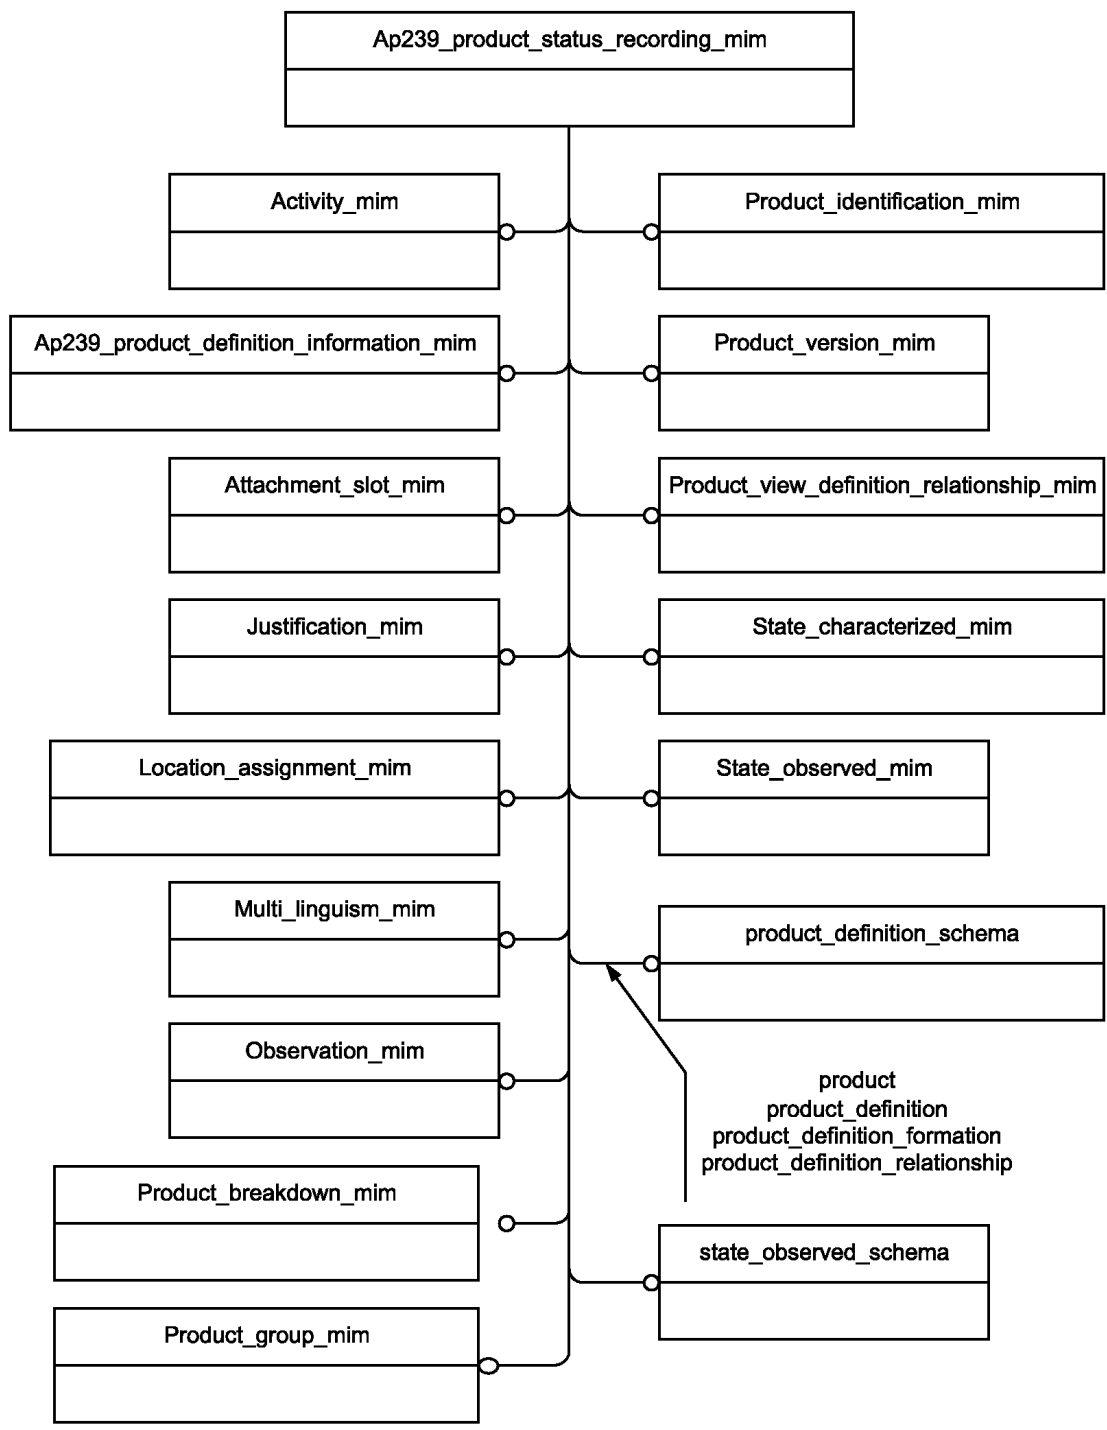 Ap239_product_status_recording_mim
Activity_mim
Product_identification_mim
Ap239_product_definition_information_mim
Product_version_mim
Attachment_slot_mim
Product_view_definition_relationship_mim
Justification_mim
State_characterized_mim
Location_assignment_mim
State_observed_mim
Multi_linguism_mim
product_definition_schema
Observation_mim
product
product_definition
product_definition_formation
product_definition_relationship
Product_breakdown_mim
state_observed_schema
Product_group_mim